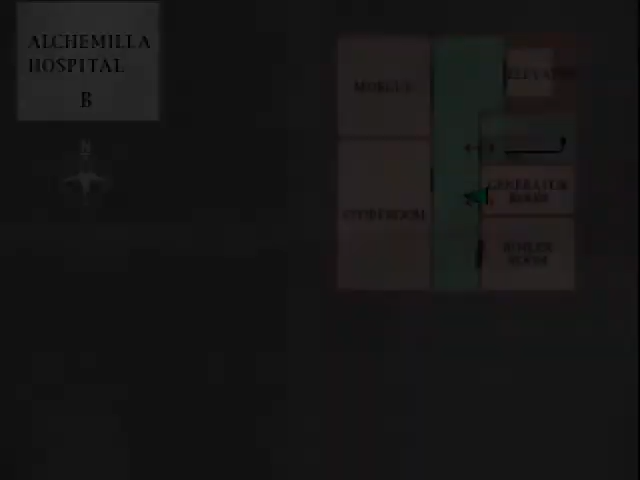 ALCHEMILLA
HOSPITAL
B
N
MORGUE
ELEVATOR
GENERATOR
ROOM
STOREROOM
BOILER
ROOM